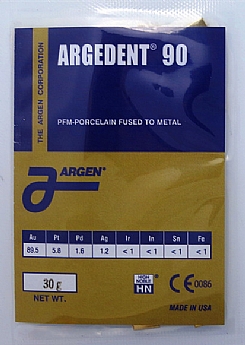 ARGEDENT® 90
THE ARGEN CORPORATION
PFM-PORCELAIN FUSED TO METAL
ARGEN®
Au Pt Pd Ag Ir In Sn Fe
89.5 5.8 1.6 1.2 < 1 < 1 < 1 < 1
30 g
NET WT.
HIGH NOBLE
HN
CE 0086
MADE IN USA